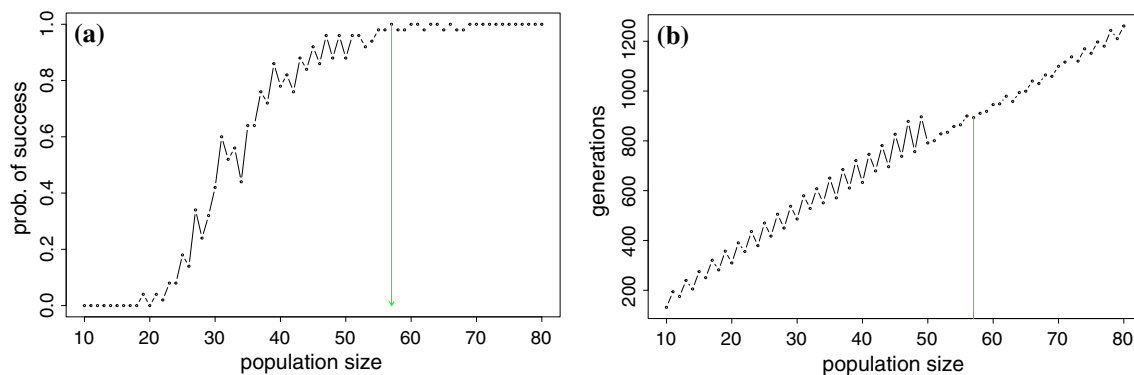 (a)
prob. of success
0.0 0.2 0.4 0.6 0.8 1.0
10 20 30 40 50 60 70 80
population size
(b)
generations
200 400 600 800 1000 1200
10 20 30 40 50 60 70 80
population size